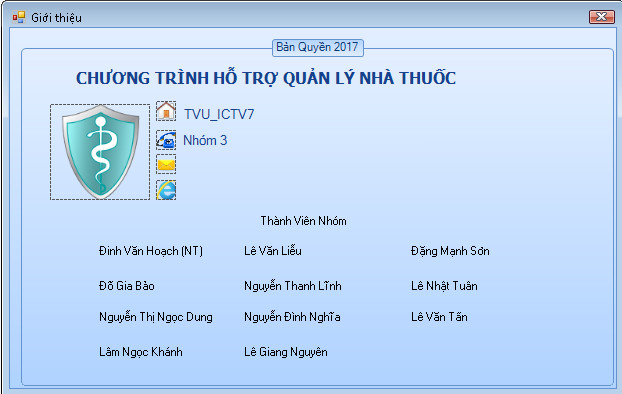 Giới thiệu
Bản Quyền 2017
CHƯƠNG TRÌNH HỖ TRỢ QUẢN LÝ NHÀ THUỐC
TVU_ICTV7
Nhóm 3
Thành Viên Nhóm
Đinh Văn Hoạch (NT) Lê Văn Liễu Đặng Mạnh Sơn
Đỗ Gia Bảo Nguyễn Thanh Lĩnh Lê Nhật Tuân
Nguyễn Thị Ngọc Dung Nguyễn Đình Nghĩa Lê Văn Tấn
Lâm Ngọc Khánh Lê Giang Nguyên